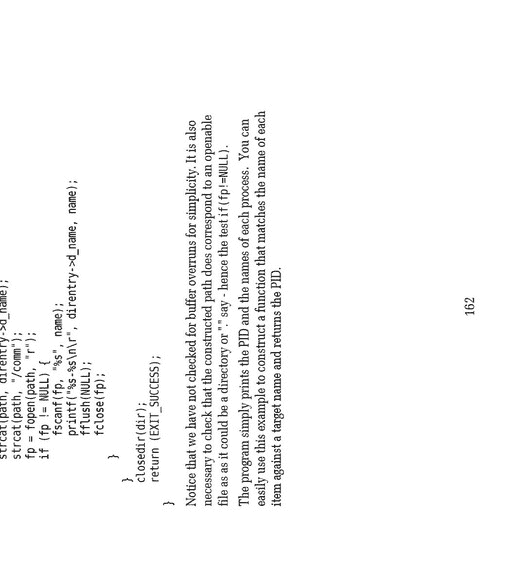 strcat(path, direntry->d_name);
strcat(path, "/comm");
fp = fopen(path, "r");
if (fp != NULL) {
fscanf(fp, "%s", name);
printf("%s-%s\n\r", direntry->d_name, name);
fflush(NULL);
fclose(fp);
}
}
closedir(dir);
return (EXIT_SUCCESS);
}
Notice that we have not checked for buffer overruns for simplicity. It is also
necessary to check that the constructed path does correspond to an openable
file as as it could be a directory or "." say - hence the test if(fp!=NULL).
The program simply prints the PID and the names of each process. You can
easily use this example to construct a function that matches the name of each
item against a target name and returns the PID.
162